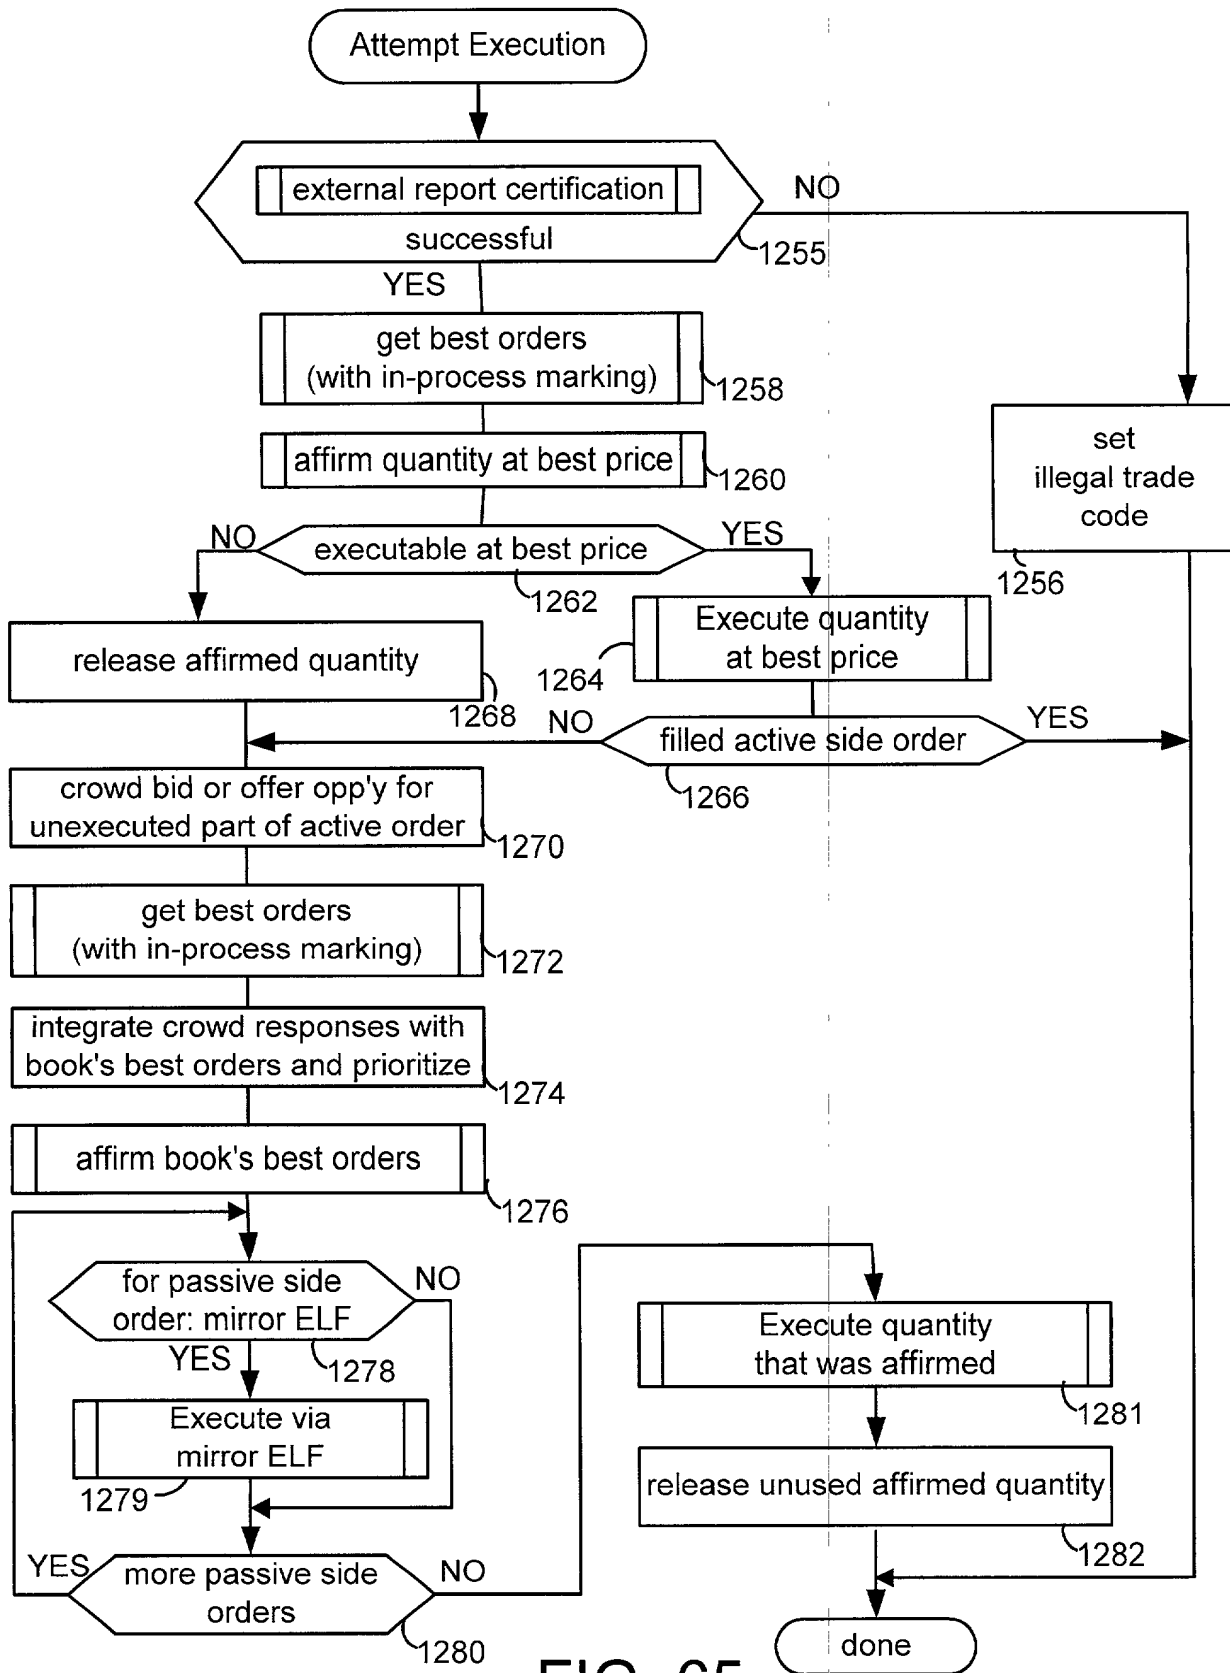 Attempt Execution
external report certification
successful
NO
1255
YES
get best orders
(with in-process marking)
1258
affirm quantity at best price
1260
set
illegal trade
code
1256
NO
executable at best price
YES
1262
Execute quantity
at best price
1264
release affirmed quantity
1268
NO
filled active side order
YES
1266
crowd bid or offer opp'y for
unexecuted part of active order
1270
get best orders
(with in-process marking)
1272
integrate crowd responses with
book's best orders and prioritize
1274
affirm book's best orders
1276
for passive side
order: mirror ELF
NO
YES
1278
Execute via
mirror ELF
1279
YES
more passive side
orders
NO
1280
Execute quantity
that was affirmed
1281
release unused affirmed quantity
1282
done
FIG. 65